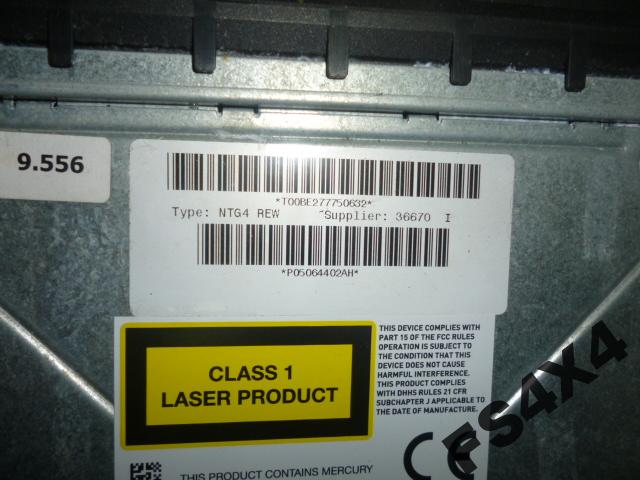 9.556
*T00BE277750632*
Type: NTG4 REW ~Supplier: 36670 I
*P05064402AH*
CLASS 1
LASER PRODUCT
THIS DEVICE COMPLIES WITH
PART 15 OF THE FCC RULES
OPERATION IS SUBJECT TO
THE CONDITION THAT THIS
DEVICE DOES NOT CAUSE
HARMFUL INTERFERENCE.
THIS PRODUCT COMPLIES
WITH DHHS RULES 21 CFR
SUBCHAPTER J APPLICABLE TO
THE DATE OF MANUFACTURE.
CE
THIS PRODUCT CONTAINS MERCURY
FS4X4